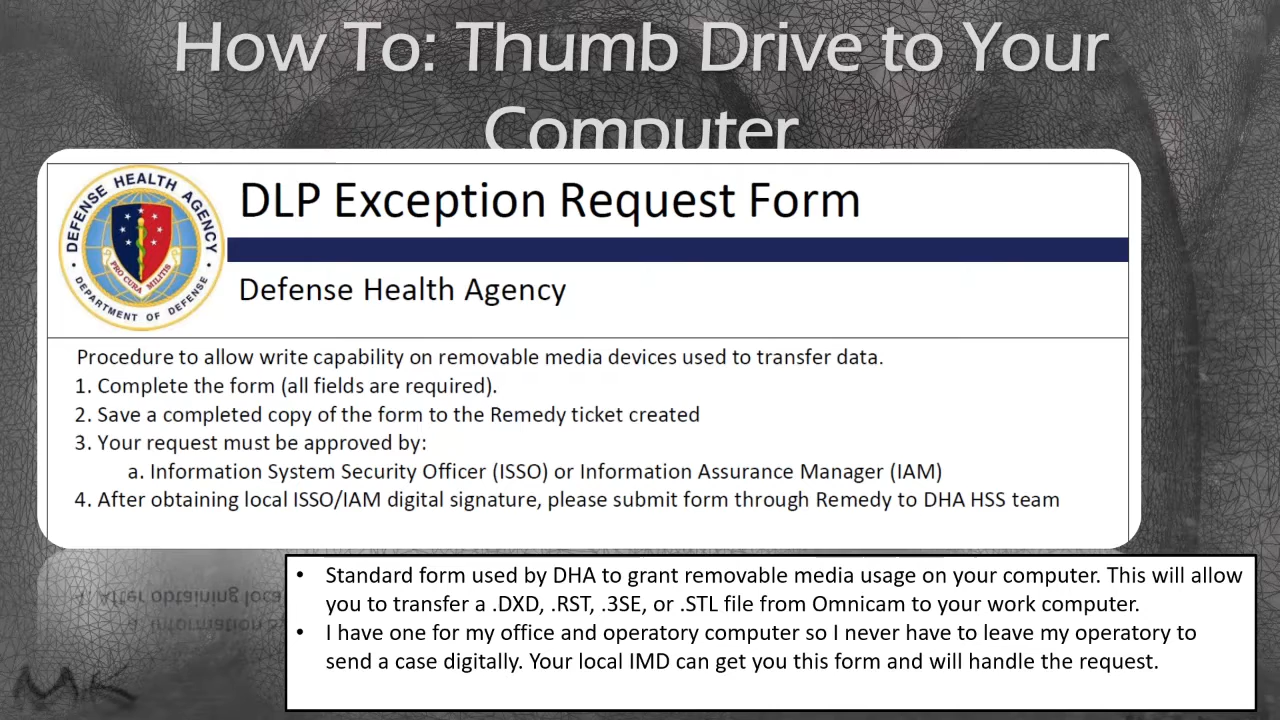 How To: Thumb Drive to Your
Computer
DEFENSE HEALTH AGENCY
DEPARTMENT OF DEFENSE
PRO CURA MILITIS
DLP Exception Request Form
Defense Health Agency
Procedure to allow write capability on removable media devices used to transfer data.
1. Complete the form (all fields are required).
2. Save a completed copy of the form to the Remedy ticket created
3. Your request must be approved by:
a. Information System Security Officer (ISSO) or Information Assurance Manager (IAM)
4. After obtaining local ISSO/IAM digital signature, please submit form through Remedy to DHA HSS team
• Standard form used by DHA to grant removable media usage on your computer. This will allow
you to transfer a .DXD, .RST, .3SE, or .STL file from Omnicam to your work computer.
• I have one for my office and operatory computer so I never have to leave my operatory to
send a case digitally. Your local IMD can get you this form and will handle the request.
4. After obtaining loca
a. Information S
MK